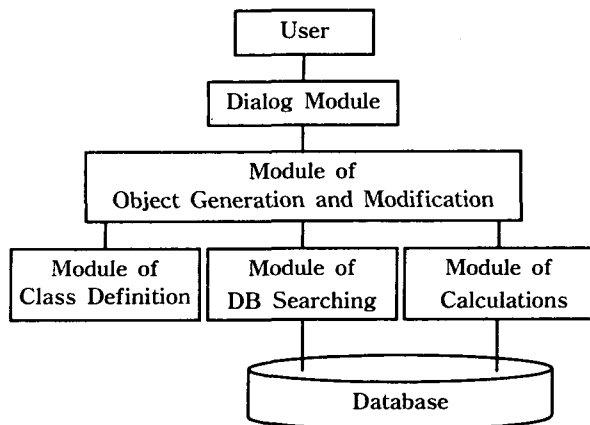 User
Dialog Module
Module of
Object Generation and Modification
Module of
Class Definition
Module of
DB Searching
Module of
Calculations
Database